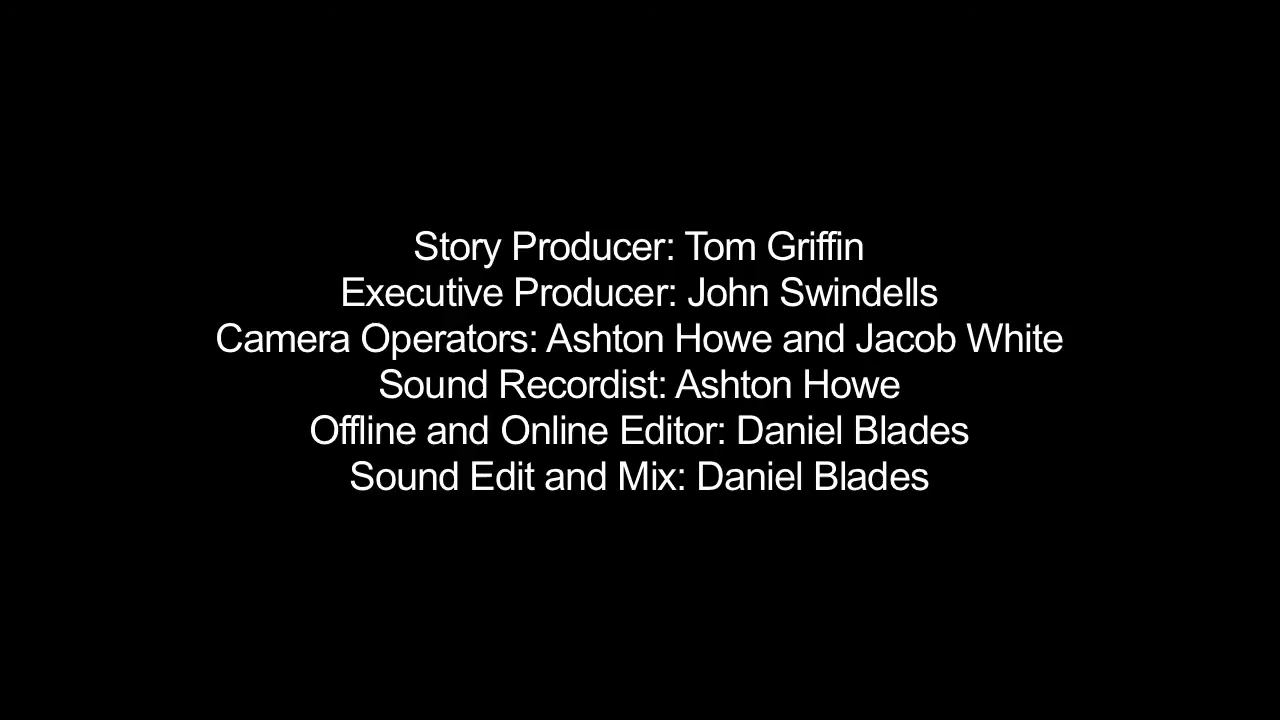 Story Producer: Tom Griffin
Executive Producer: John Swindells
Camera Operators: Ashton Howe and Jacob White
Sound Recordist: Ashton Howe
Offline and Online Editor: Daniel Blades
Sound Edit and Mix: Daniel Blades